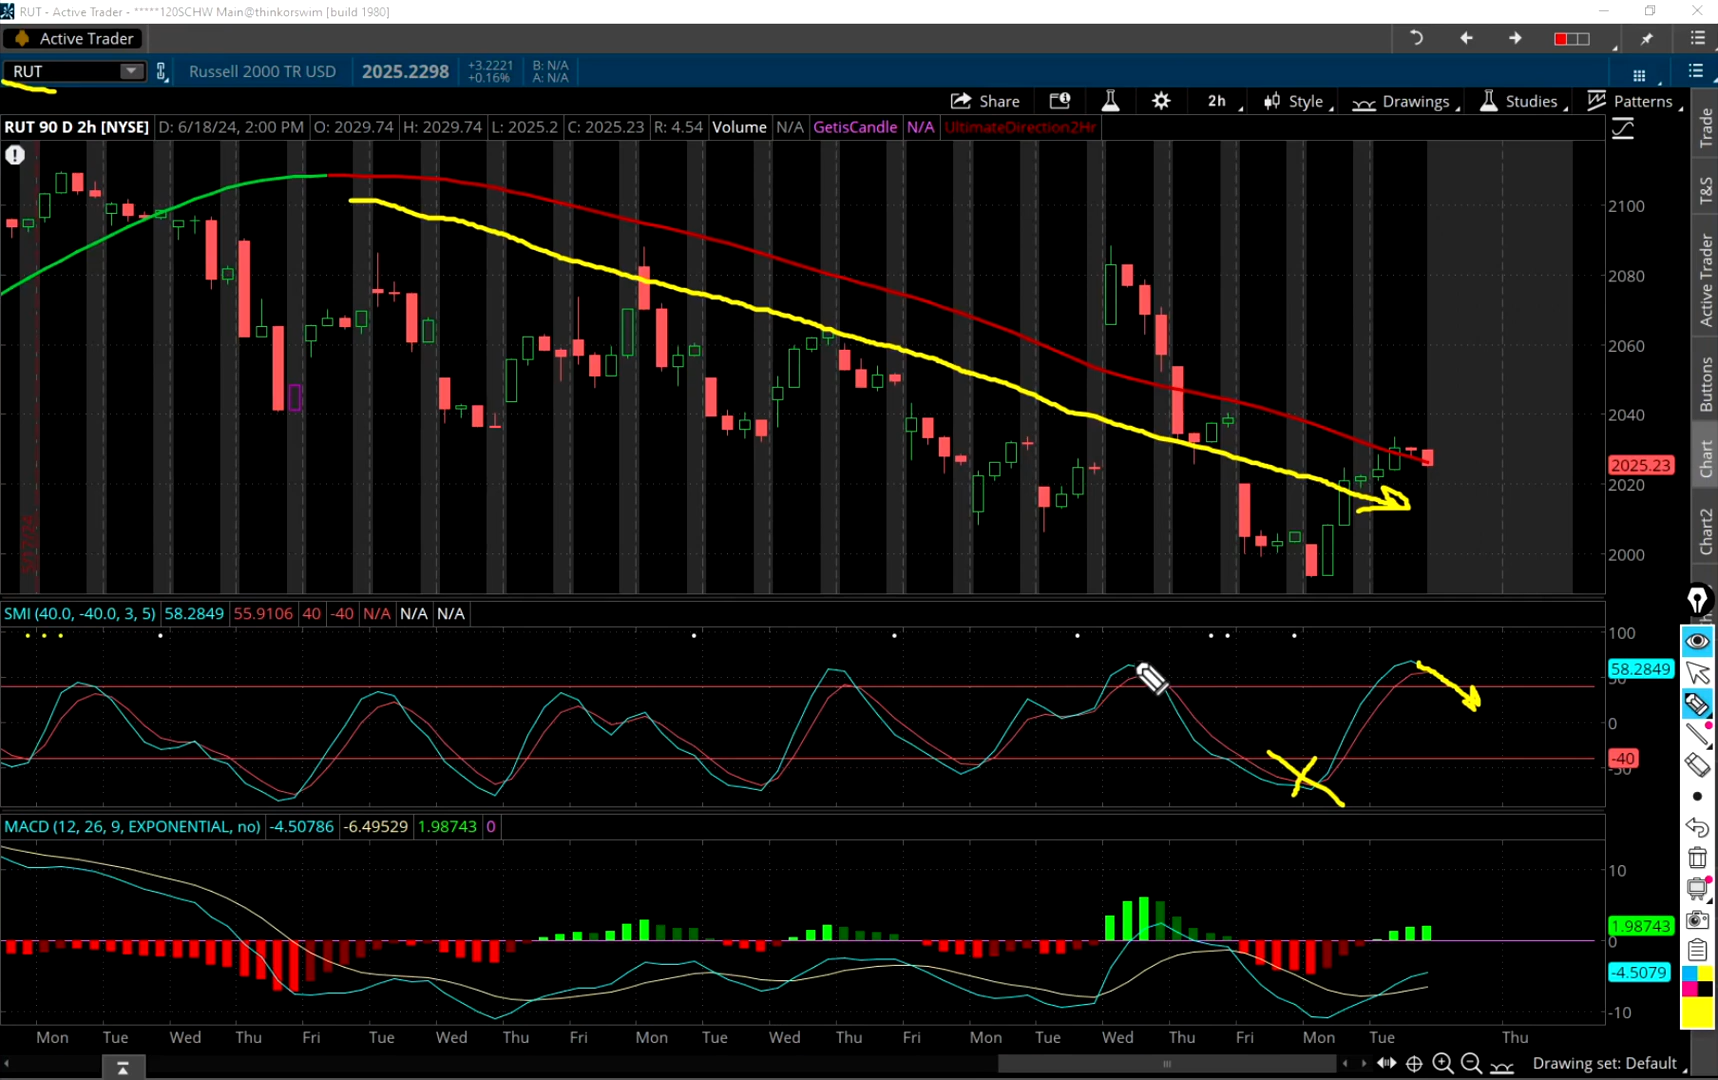 RUT - Active Trader - *****120SCHW Main@thinkorswim [build 1980]
Active Trader
RUT Russell 2000 TR USD 2025.2298 +3.2221 B: N/A
+0.16% A: N/A
Share 2h Style Drawings Studies Patterns
RUT 90 D 2h [NYSE] D: 6/18/24, 2:00 PM O: 2029.74 H: 2029.74 L: 2025.2 C: 2025.23 R: 4.54 Volume N/A GetisCandle N/A UltimateDirection2Hr
2100
2080
2060
2040
2025.23
2020
2000
5/17/24
Trade
T&S
Active Trader
Buttons
Chart
Chart2
SMI (40.0, -40.0, 3, 5) 58.2849 55.9106 40 -40 N/A N/A N/A
100
58.2849
0
-40
MACD (12, 26, 9, EXPONENTIAL, no) -4.50786 -6.49529 1.98743 0
10
1.98743
0
-4.5079
-10
Mon Tue Wed Thu Fri Tue Wed Thu Fri Mon Tue Wed Thu Fri Mon Tue Wed Thu Fri Mon Tue Thu
Drawing set: Default